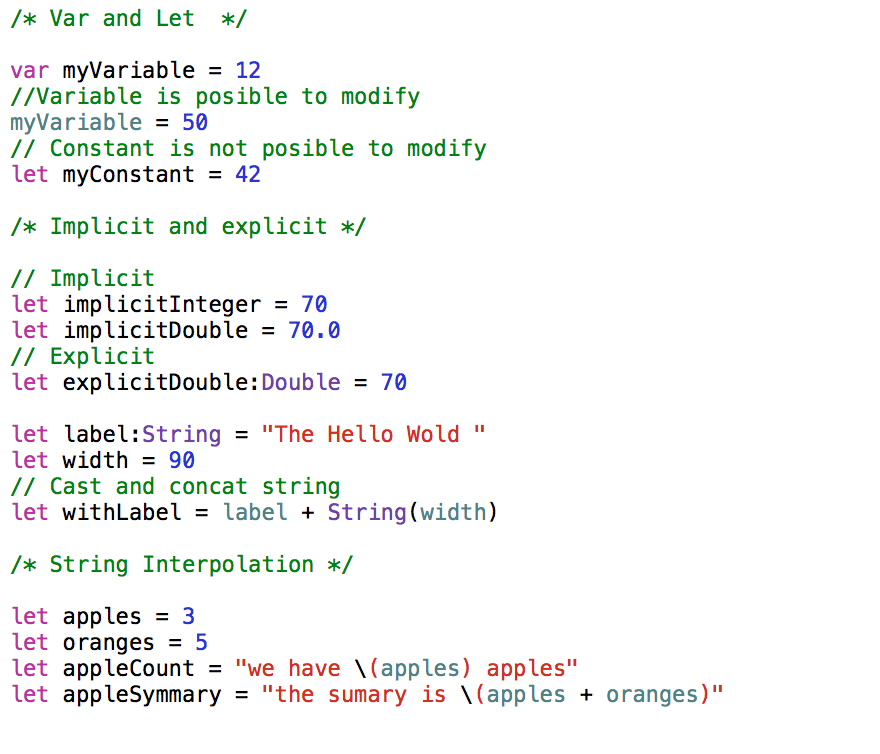 /* Var and Let  */
var myVariable = 12
//Variable is posible to modify
myVariable = 50
// Constant is not posible to modify
let myConstant = 42
/* Implicit and explicit */
// Implicit
let implicitInteger = 70
let implicitDouble = 70.0
// Explicit
let explicitDouble:Double = 70
let label:String = "The Hello Wold "
let width = 90
// Cast and concat string
let withLabel = label + String(width)
/* String Interpolation */
let apples = 3
let oranges = 5
let appleCount = "we have \(apples) apples"
let appleSymmary = "the sumary is \(apples + oranges)"